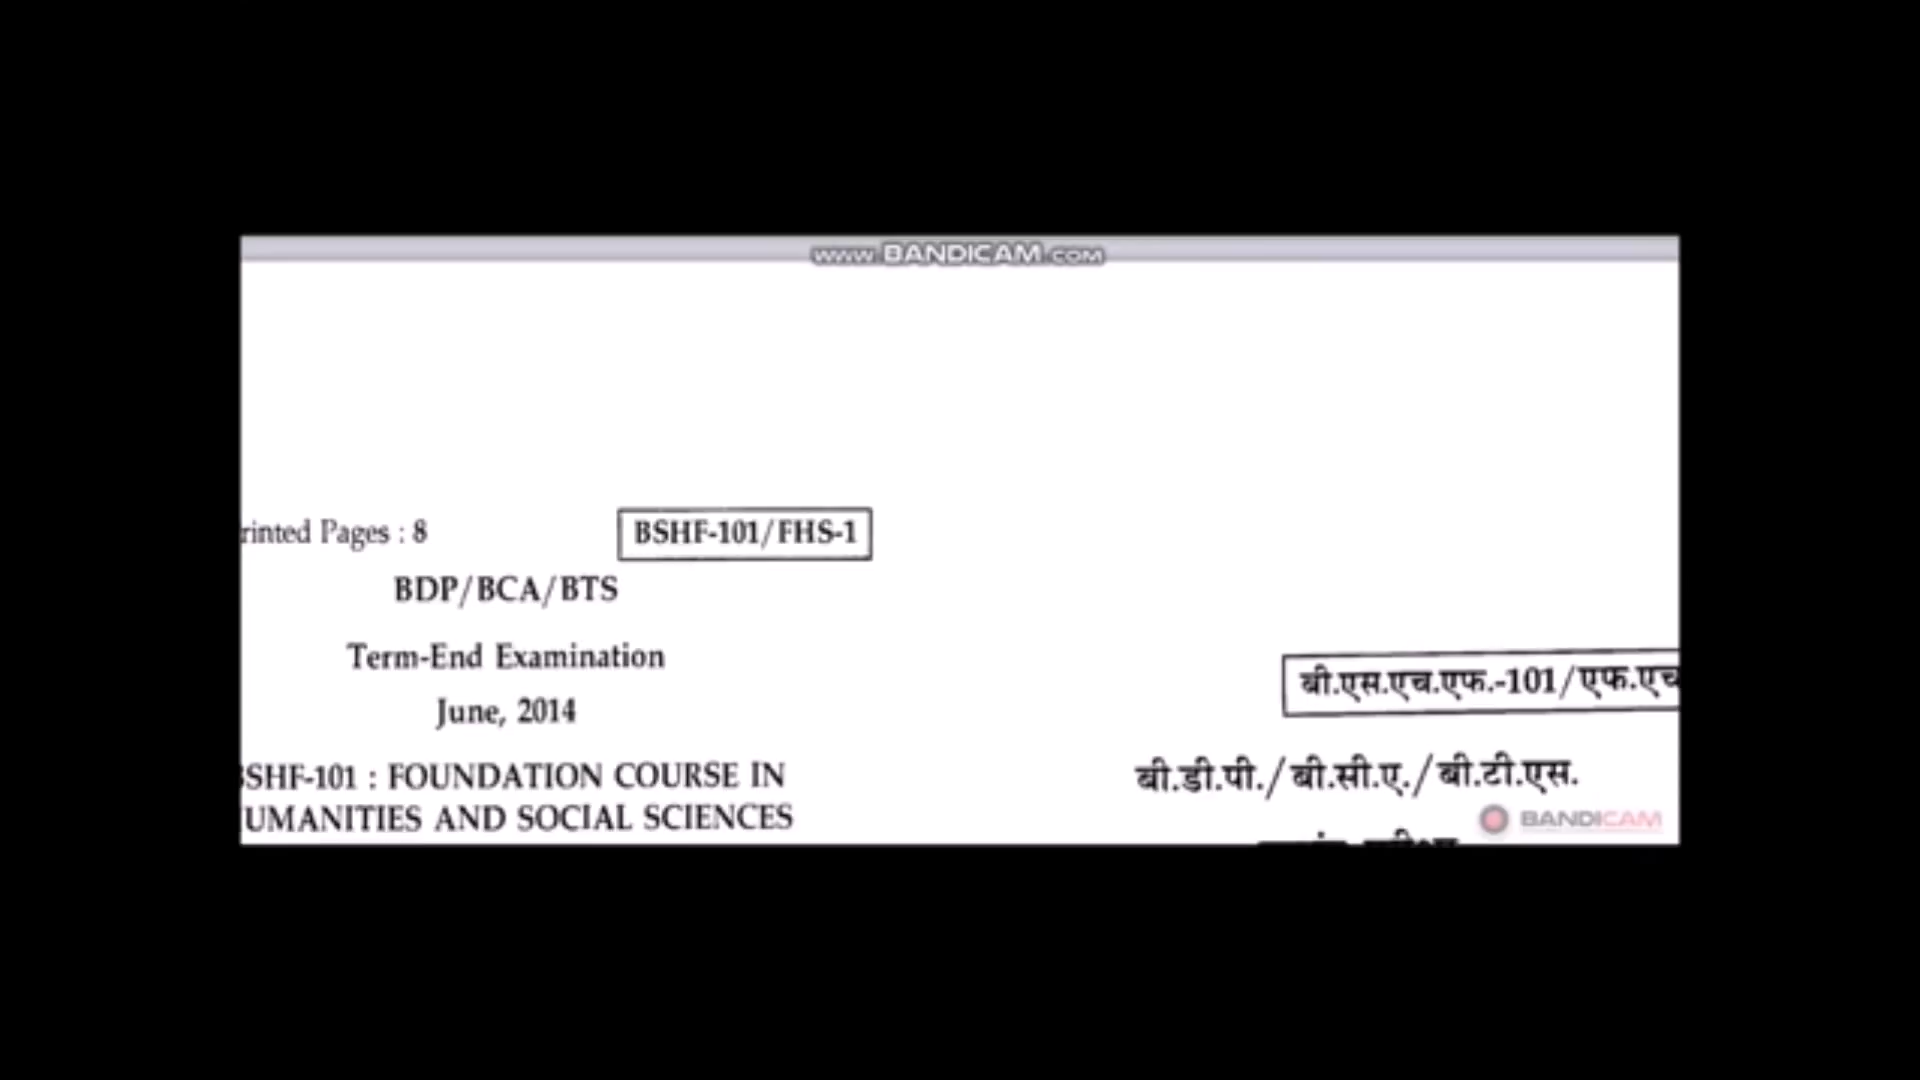 www.BANDICAM.com
rinted Pages : 8
BSHF-101/FHS-1
BDP/BCA/BTS
Term-End Examination
June, 2014
SHF-101 : FOUNDATION COURSE IN
UMANITIES AND SOCIAL SCIENCES
बी.एस.एच.एफ.-101/एफ.एच
बी.डी.पी./बी.सी.ए./बी.टी.एस.
BANDICAM